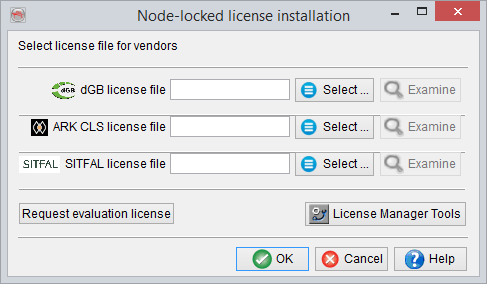 Node-locked license installation
Select license file for vendors
dGB dGB license file Select ... Examine
ARK CLS license file Select ... Examine
SITFAL SITFAL license file Select ... Examine
Request evaluation license License Manager Tools
OK Cancel Help